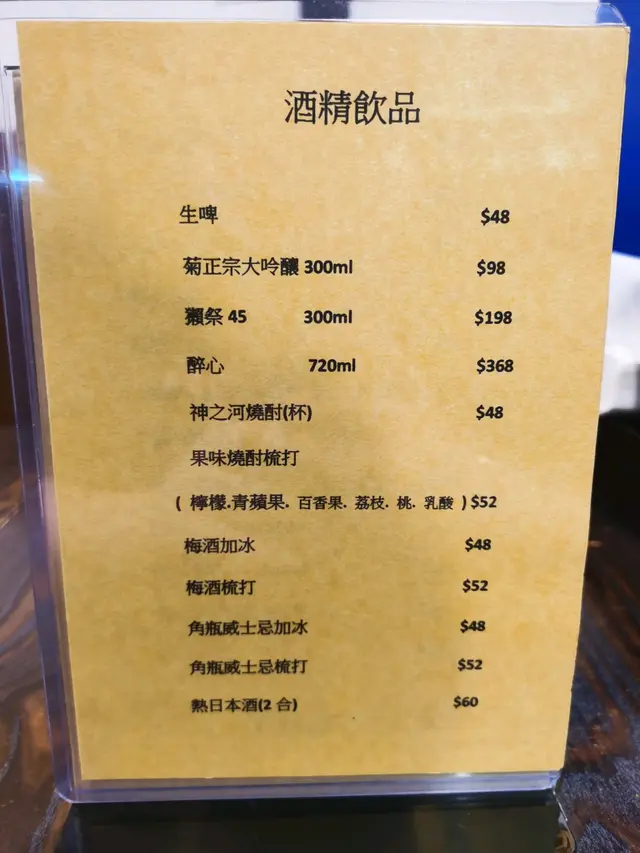 酒精飲品
生啤 $48
菊正宗大吟釀 300ml $98
獺祭 45 300ml $198
醉心 720ml $368
神之河燒酎(杯) $48
果味燒酎梳打
( 檸檬.青蘋果. 百香果. 荔枝. 桃. 乳酸 ) $52
梅酒加冰 $48
梅酒梳打 $52
角瓶威士忌加冰 $48
角瓶威士忌梳打 $52
熱日本酒(2 合) $60